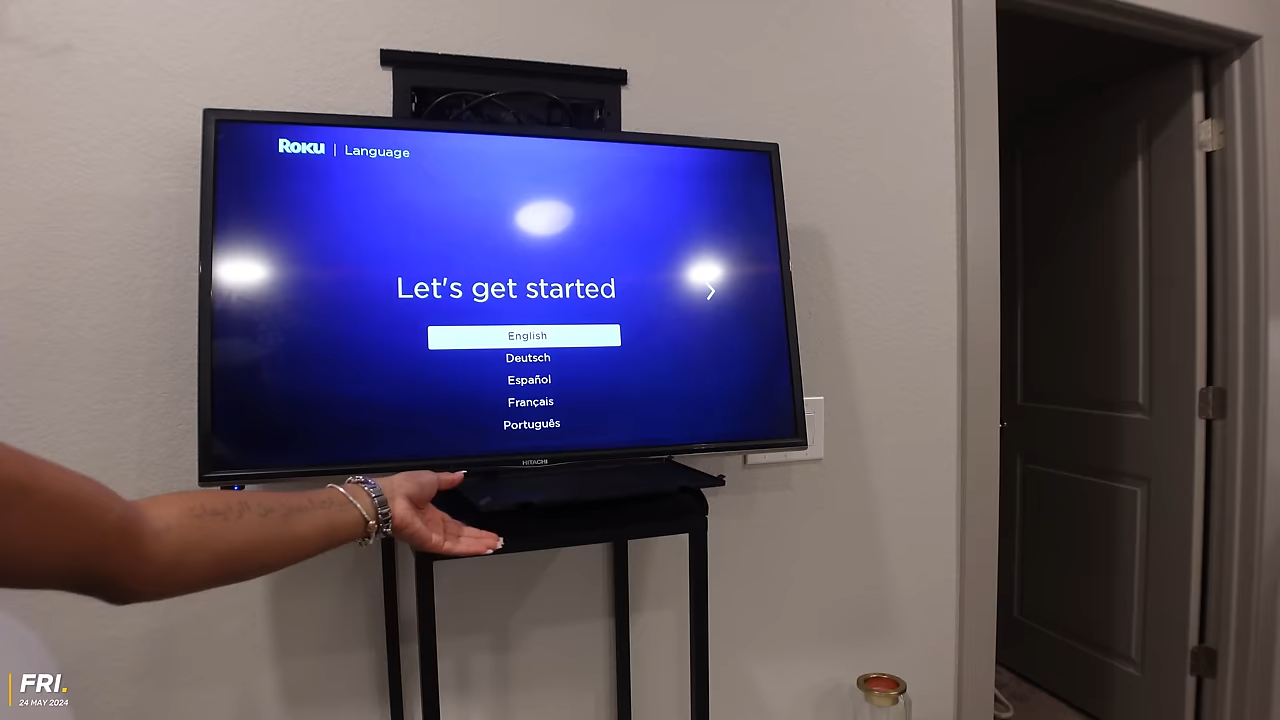 Roku | Language
Let's get started
English
Deutsch
Español
Français
Português
HITACHI
FRI.
24 MAY 2024